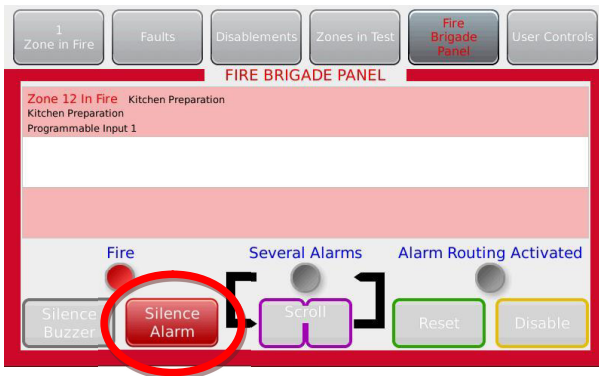 1
Zone in Fire
Faults
Disablements
Zones in Test
Fire
Brigade
Panel
User Controls
FIRE BRIGADE PANEL
Zone 12 In Fire Kitchen Preparation
Kitchen Preparation
Programmable Input 1
Fire
Several Alarms
Alarm Routing Activated
Silence
Buzzer
Silence
Alarm
Scroll
Reset
Disable